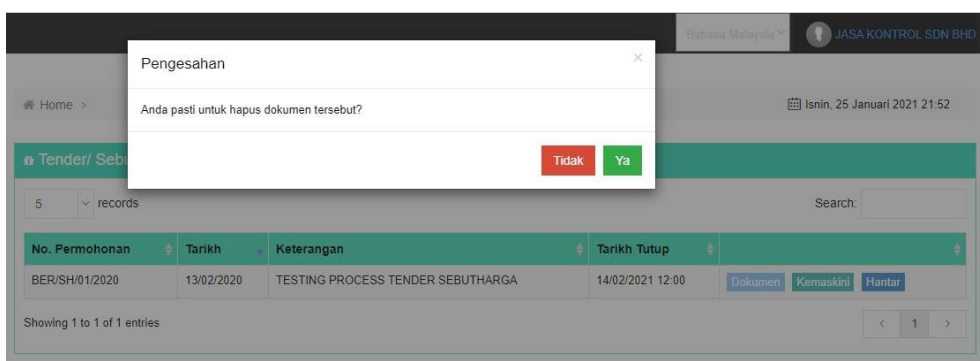 Bahasa Malaysia
JASA KONTROL SDN BHD
Pengesahan
×
Home >
Anda pasti untuk hapus dokumen tersebut?
Isnin, 25 Januari 2021 21:52
Tidak Ya
Tender/
5 records
Search:
No. Permohonan Tarikh Keterangan Tarikh Tutup
BER/SH/01/2020 13/02/2020 TESTING PROCESS TENDER SEBUTHARGA 14/02/2021 12:00 Dokumen Kemaskini Hantar
Showing 1 to 1 of 1 entries
< 1 >